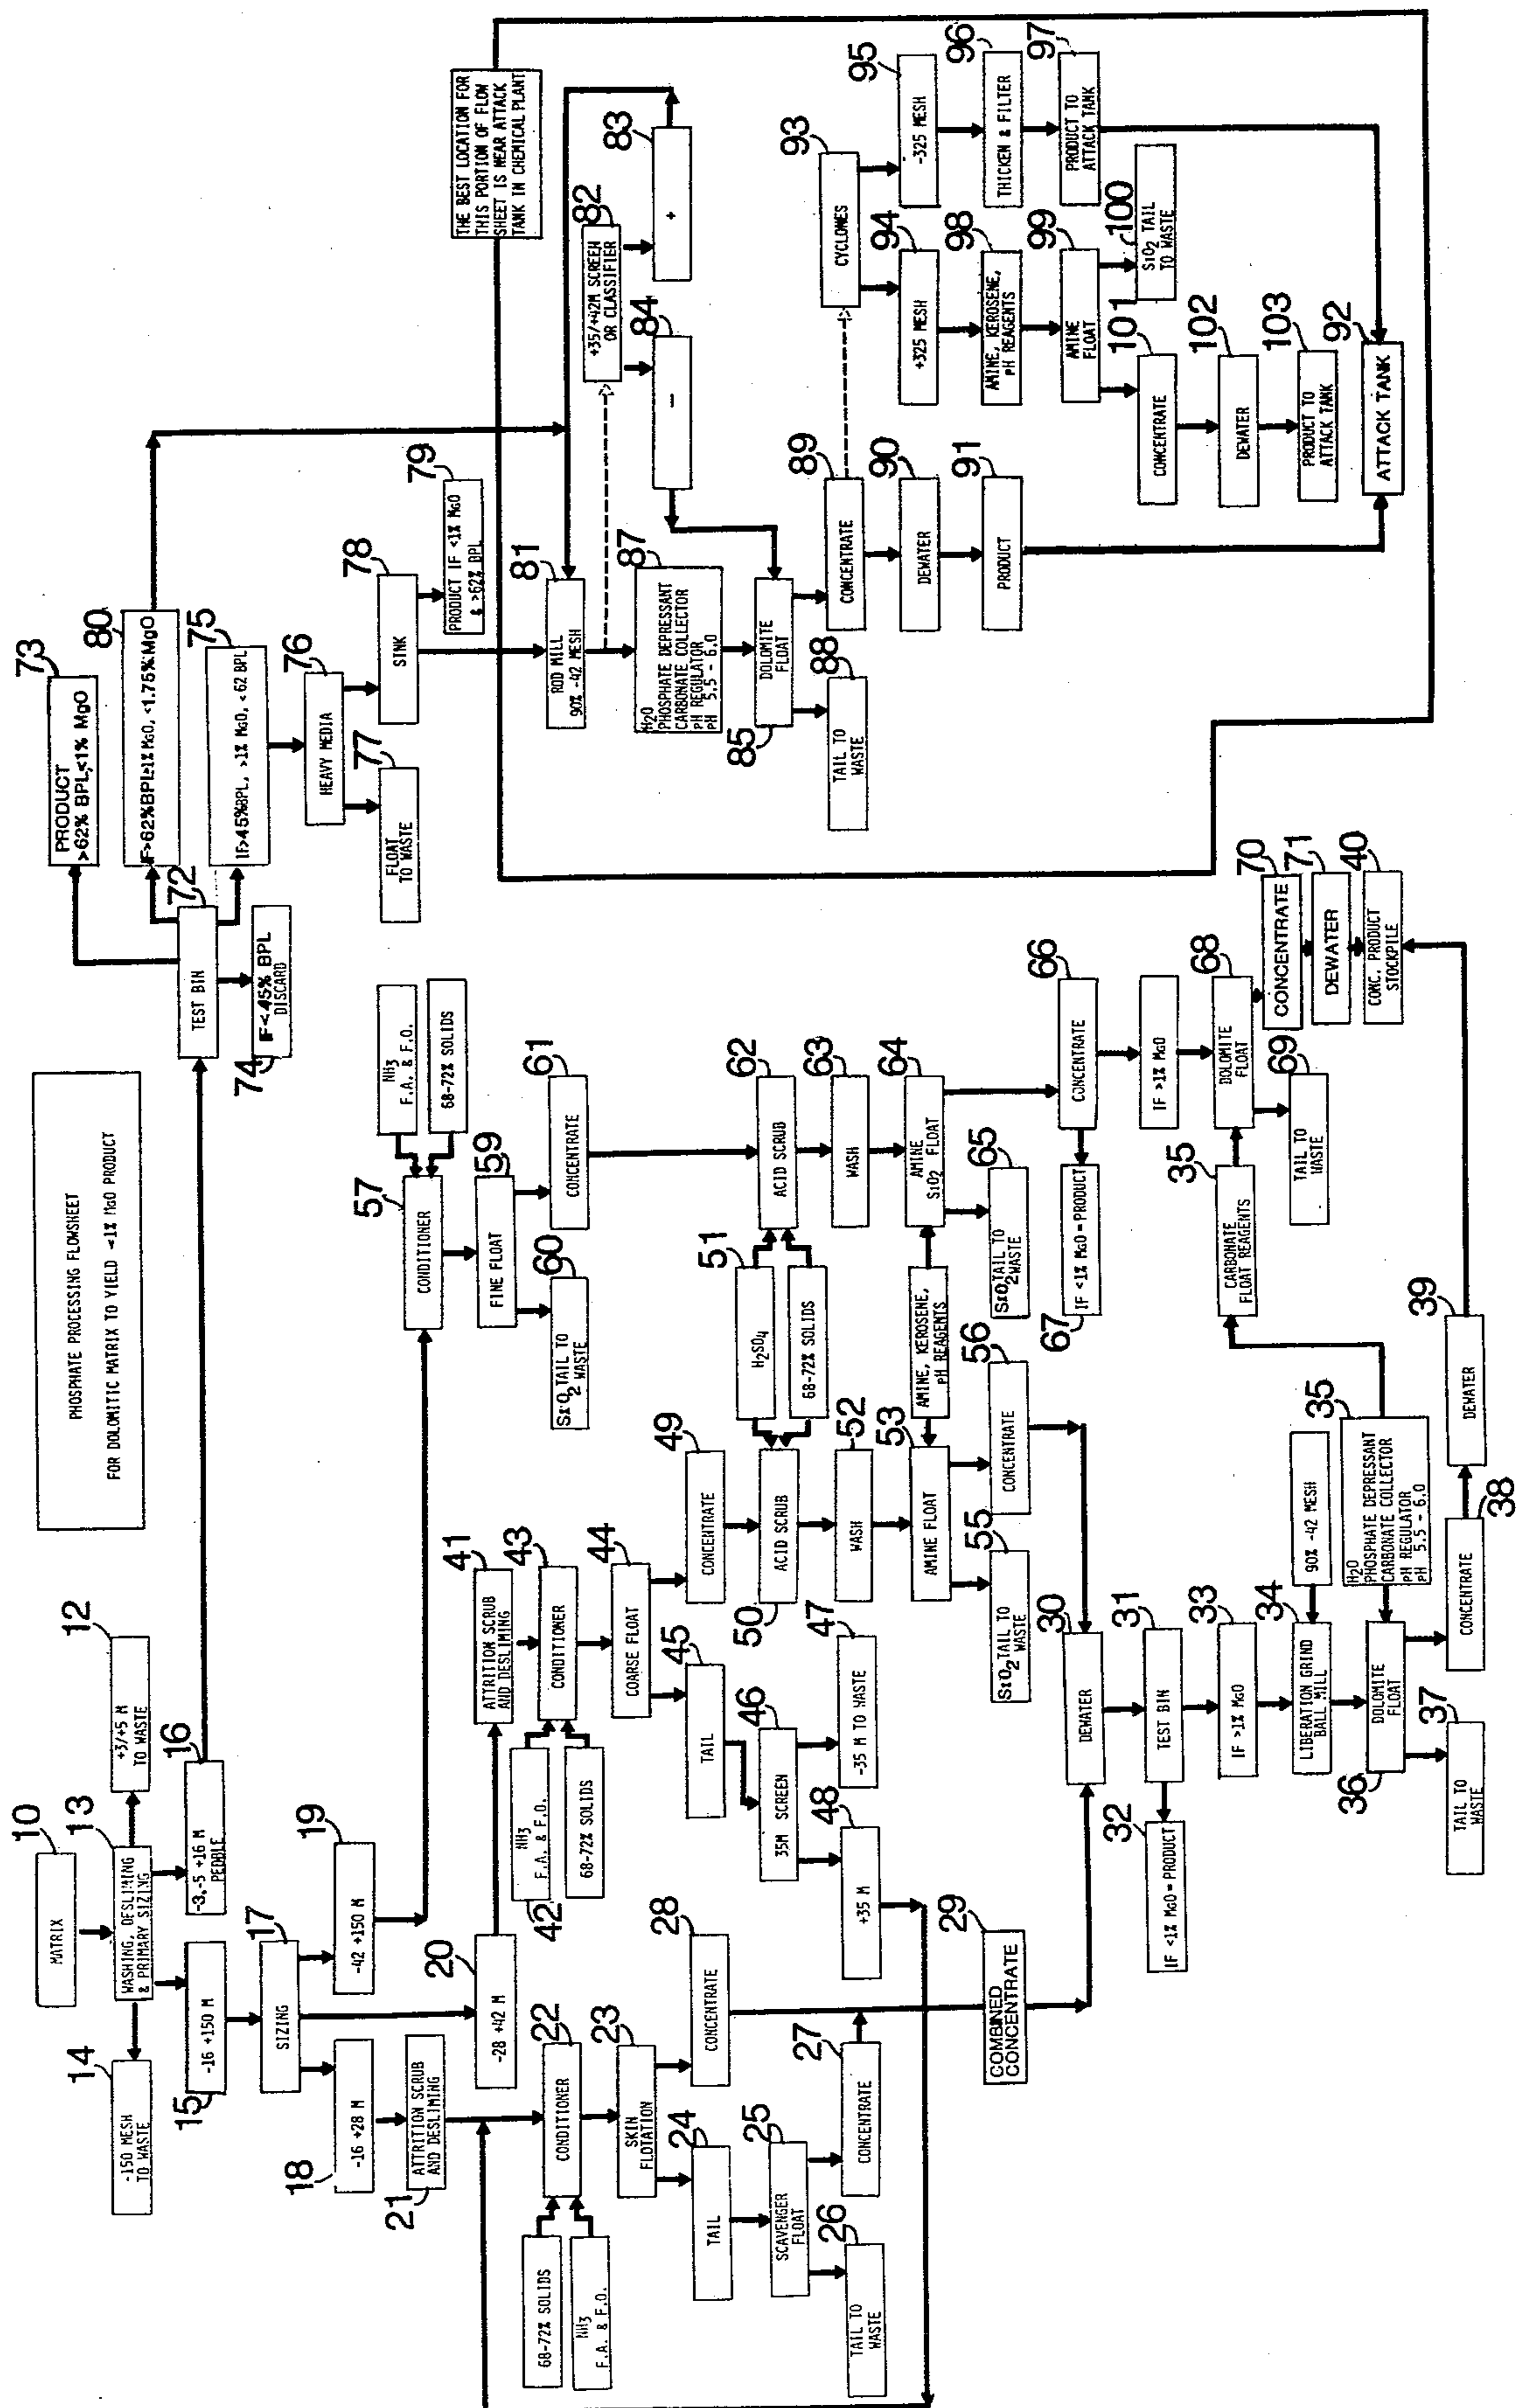 PHOSPHATE PROCESSING FLOWSHEET
FOR DOLOMITIC MATRIX TO YIELD <1% MgO PRODUCT
10
MATRIX
12
+3/+5 M
TO WASTE
13
WASHING, DESLIMING
& PRIMARY SIZING
14
-150 MESH
TO WASTE
15
-16 +150 M
16
-3,-5 +16 M
PEBBLE
17
SIZING
18
-16 +28 M
19
-42 +150 M
20
-28 +42 M
21
ATTRITION SCRUB
AND DESLIMING
22
CONDITIONER
68-72% SOLIDS
NH3
F.A. & F.O.
23
SKIN
FLOTATION
24
TAIL
25
SCAVENGER
FLOAT
26
TAIL TO
WASTE
27
CONCENTRATE
28
CONCENTRATE
29
COMBINED
CONCENTRATE
41
ATTRITION SCRUB
AND DESLIMING
42
NH3
F.A. & F.O.
68-72% SOLIDS
43
CONDITIONER
44
COARSE FLOAT
45
TAIL
46
35M SCREEN
47
-35 M TO WASTE
48
+35 M
49
CONCENTRATE
50
ACID SCRUB
51
H2SO4
68-72% SOLIDS
52
WASH
53
AMINE FLOAT
AMINE, KEROSENE,
pH REAGENTS
55
SiO2 TAIL TO
WASTE
56
CONCENTRATE
30
DEWATER
31
TEST BIN
32
IF <1% MgO = PRODUCT
33
IF >1% MgO
34
LIBERATION GRIND
BALL MILL
90% -42 MESH
35
H2O
PHOSPHATE DEPRESSANT
CARBONATE COLLECTOR
pH REGULATOR
pH 5.5 - 6.0
36
DOLOMITE
FLOAT
37
TAIL TO
WASTE
38
CONCENTRATE
39
DEWATER
57
CONDITIONER
NH3
F.A. & F.O.
68-72% SOLIDS
59
FINE FLOAT
60
SiO2 TAIL TO
WASTE
61
CONCENTRATE
62
ACID SCRUB
63
WASH
64
AMINE
SiO2 FLOAT
65
SiO2 TAIL TO
WASTE
66
CONCENTRATE
67
IF <1% MgO = PRODUCT
IF >1% MgO
35
CARBONATE
FLOAT REAGENTS
68
DOLOMITE
FLOAT
69
TAIL TO
WASTE
70
CONCENTRATE
71
DEWATER
40
CONC. PRODUCT
STOCKPILE
72
TEST BIN
73
PRODUCT
>62% BPL,<1% MgO
74
IF<45% BPL
DISCARD
80
IF>62%BPL>1% MgO, <1.75% MgO
75
IF>45%BPL, >1% MgO, <62 BPL
76
HEAVY MEDIA
77
FLOAT
TO WASTE
78
SINK
79
PRODUCT IF <1% MgO
& >62% BPL
THE BEST LOCATION FOR
THIS PORTION OF FLOW
SHEET IS NEAR ATTACK
TANK IN CHEMICAL PLANT
81
ROD MILL
90% -42 MESH
82
+35/+42M SCREEN
OR CLASSIFIER
83
+
84
-
87
H2O
PHOSPHATE DEPRESSANT
CARBONATE COLLECTOR
pH REGULATOR
pH 5.5 - 6.0
85
DOLOMITE
FLOAT
88
TAIL TO
WASTE
89
CONCENTRATE
90
DEWATER
91
PRODUCT
93
CYCLONES
94
+325 MESH
95
-325 MESH
96
THICKEN & FILTER
97
PRODUCT TO
ATTACK TANK
98
AMINE, KEROSENE,
pH REAGENTS
99
AMINE
FLOAT
100
SiO2 TAIL
TO WASTE
101
CONCENTRATE
102
DEWATER
103
PRODUCT TO
ATTACK TANK
92
ATTACK TANK